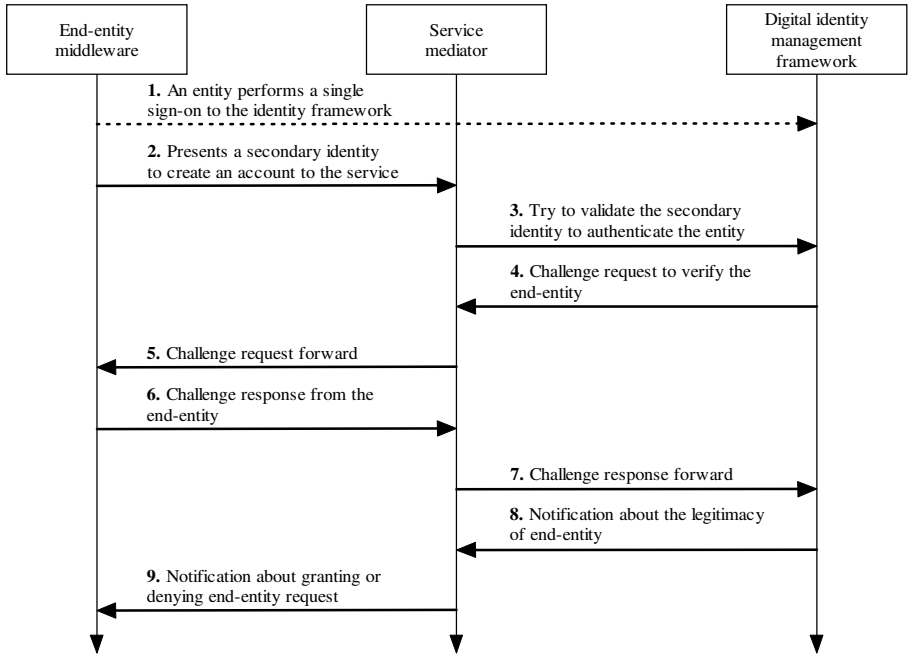 End-entity
middleware
Service
mediator
Digital identity
management
framework
1. An entity performs a single
sign-on to the identity framework
2. Presents a secondary identity
to create an account to the service
3. Try to validate the secondary
identity to authenticate the entity
4. Challenge request to verify the
end-entity
5. Challenge request forward
6. Challenge response from the
end-entity
7. Challenge response forward
8. Notification about the legitimacy
of end-entity
9. Notification about granting or
denying end-entity request